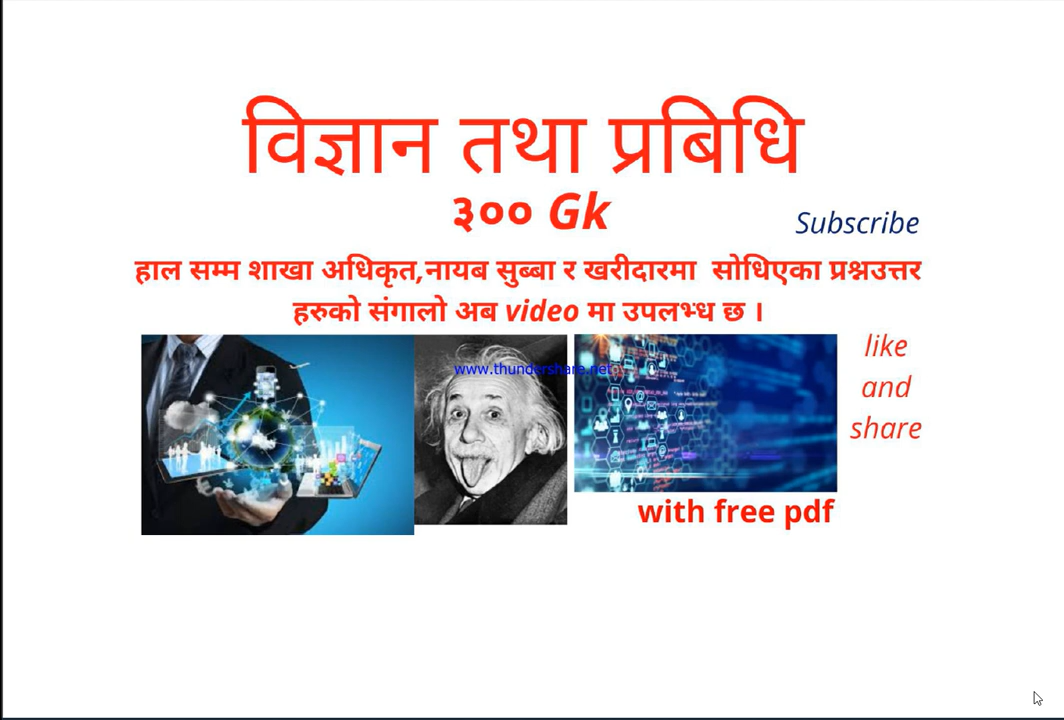 विज्ञान तथा प्रबिधि
३०० Gk
Subscribe
हाल सम्म शाखा अधिकृत,नायब सुब्बा र खरीदारमा सोधिएका प्रश्नउत्तर
हरुको संगालो अब video मा उपलभ्ध छ ।
like
and
share
www.thundershare.net
with free pdf